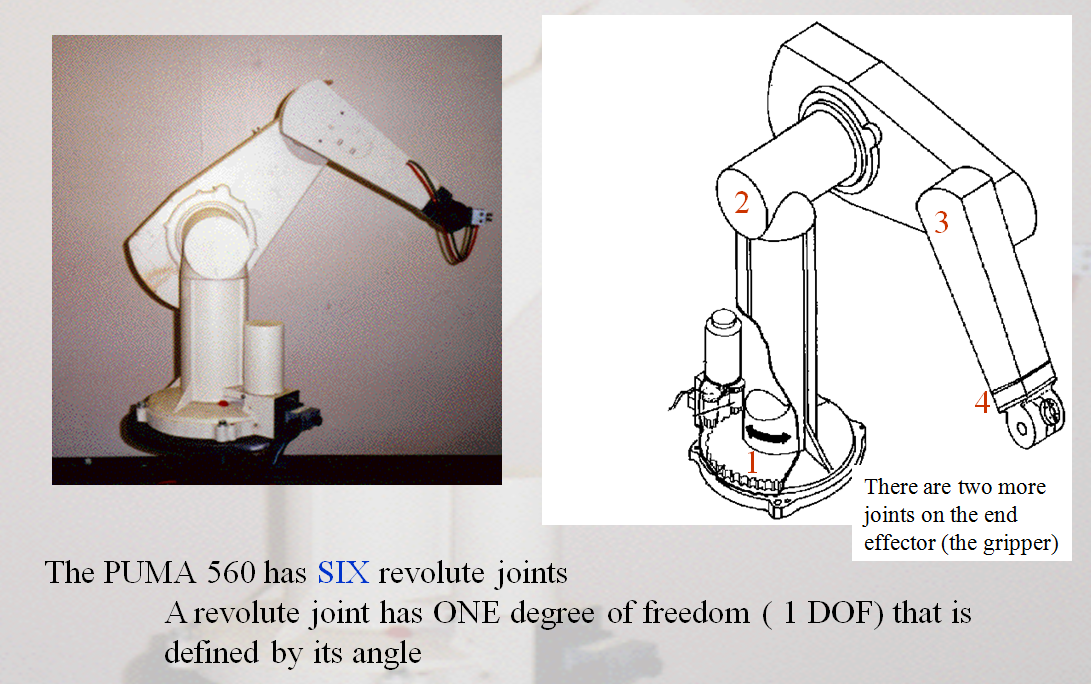 2
3
4
1
There are two more
joints on the end
effector (the gripper)
The PUMA 560 has SIX revolute joints
A revolute joint has ONE degree of freedom ( 1 DOF) that is
defined by its angle